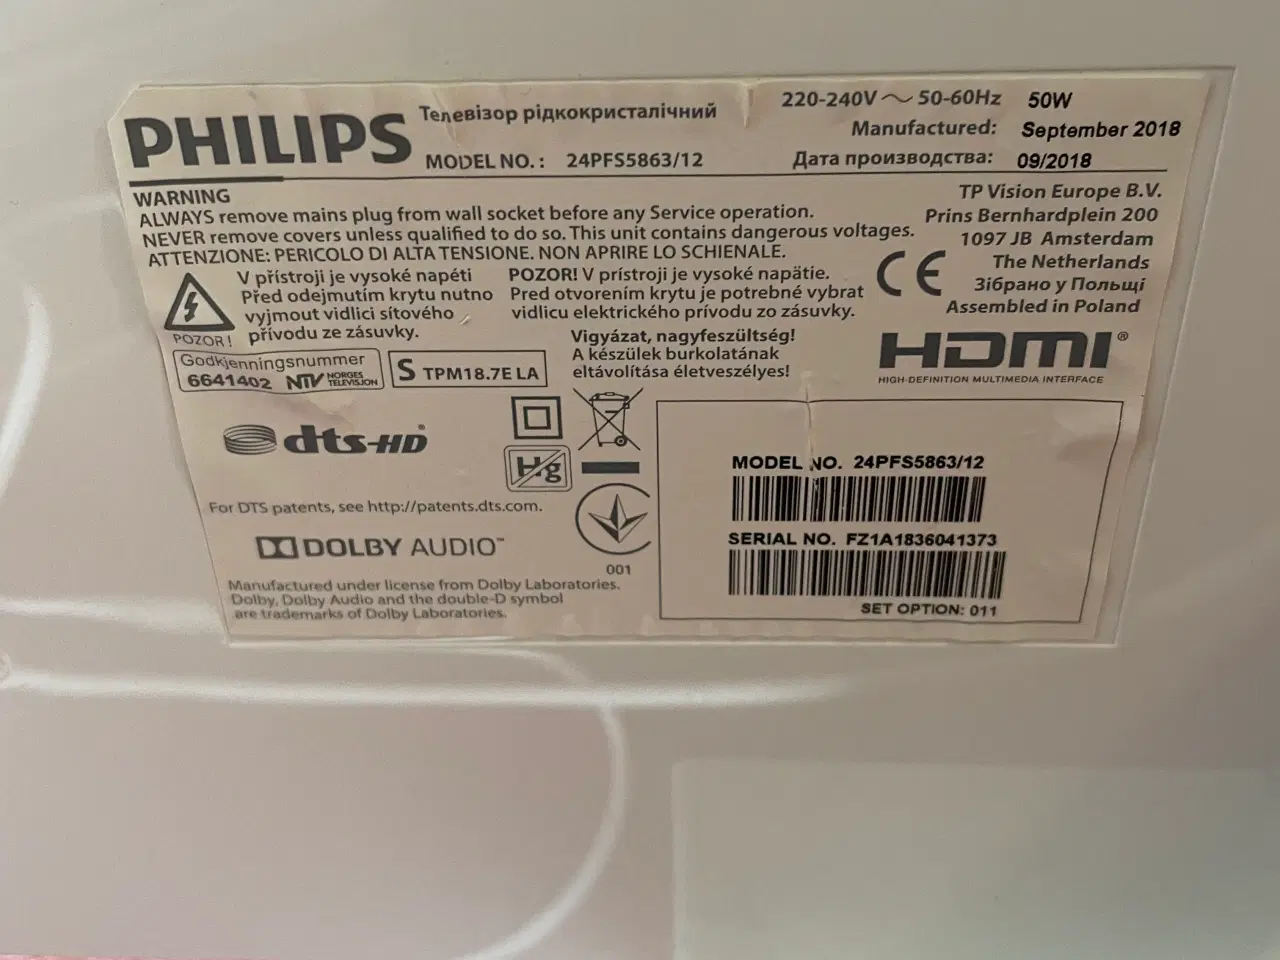 PHILIPS
Телевізор рідкокристалічний
MODEL NO. : 24PFS5863/12
220-240V ~ 50-60Hz 50W
Manufactured: September 2018
Дата производства: 09/2018
WARNING
ALWAYS remove mains plug from wall socket before any Service operation.
NEVER remove covers unless qualified to do so. This unit contains dangerous voltages.
ATTENZIONE: PERICOLO DI ALTA TENSIONE. NON APRIRE LO SCHIENALE.
TP Vision Europe B.V.
Prins Bernhardplein 200
1097 JB Amsterdam
The Netherlands
Зібрано у Польщі
Assembled in Poland
CE
POZOR !
V přístroji je vysoké napětí
Před odejmutím krytu nutno
vyjmout vidlici síťového
přívodu ze zásuvky.
POZOR! V prístroji je vysoké napätie.
Pred otvorením krytu je potrebné vybrat
vidlicu elektrického prívodu zo zásuvky.
Vigyázat, nagyfeszültség!
A készülek burkolatának
eltávolítása életveszélyes!
HDMI®
HIGH-DEFINITION MULTIMEDIA INTERFACE
Godkjenningsnummer
6641402 NTV NORGES TELEVISJON
S TPM18.7E LA
dts-HD®
Hg
For DTS patents, see http://patents.dts.com.
DOLBY AUDIO™
001
Manufactured under license from Dolby Laboratories.
Dolby, Dolby Audio and the double-D symbol
are trademarks of Dolby Laboratories.
MODEL NO. 24PFS5863/12
SERIAL NO. FZ1A1836041373
SET OPTION: 011